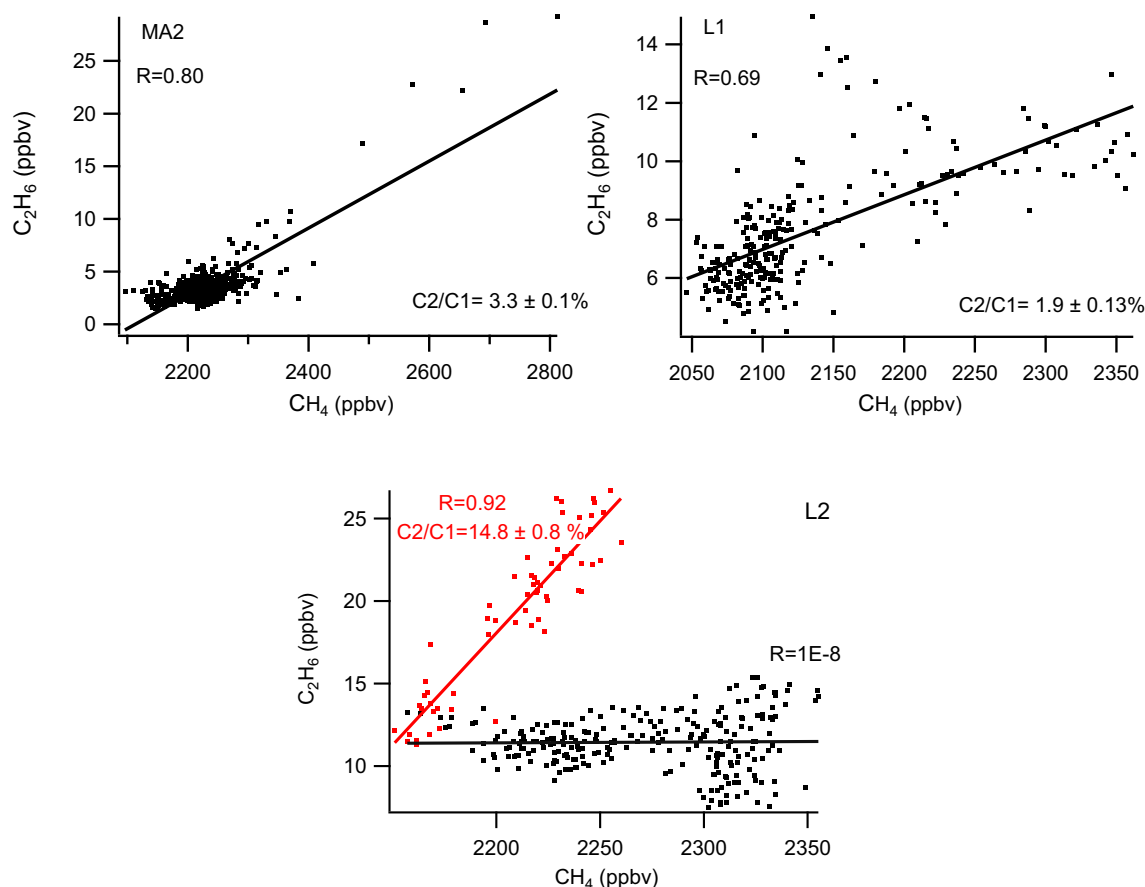 MA2
R=0.80
C2/C1= 3.3 ± 0.1%
C₂H₆ (ppbv)
25
20
15
10
5
0
2200 2400 2600 2800
CH₄ (ppbv)
L1
R=0.69
C2/C1= 1.9 ± 0.13%
C₂H₆ (ppbv)
14
12
10
8
6
2050 2100 2150 2200 2250 2300 2350
CH₄ (ppbv)
R=0.92
C2/C1=14.8 ± 0.8 %
L2
R=1E-8
C₂H₆ (ppbv)
25
20
15
10
2200 2250 2300 2350
CH₄ (ppbv)